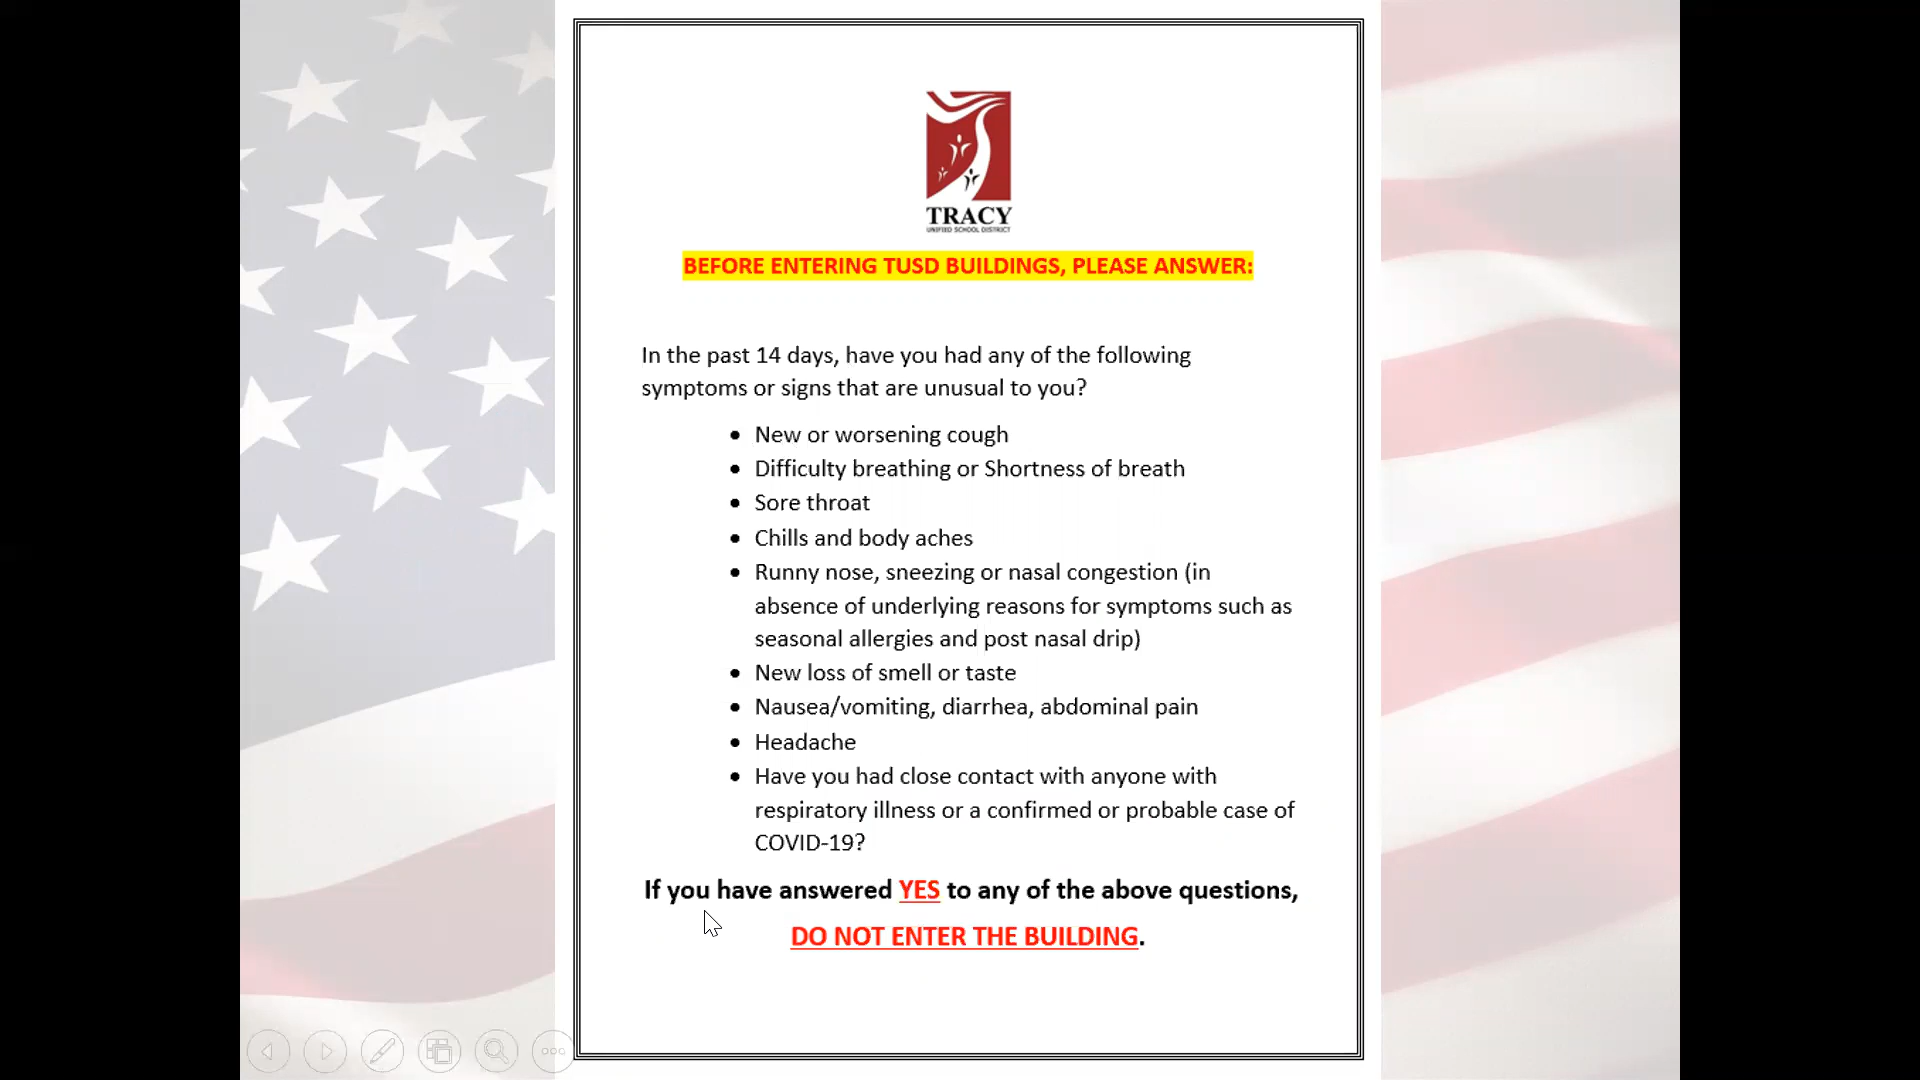 TRACY
UNIFIED SCHOOL DISTRICT
BEFORE ENTERING TUSD BUILDINGS, PLEASE ANSWER:
In the past 14 days, have you had any of the following
symptoms or signs that are unusual to you?
• New or worsening cough
• Difficulty breathing or Shortness of breath
• Sore throat
• Chills and body aches
• Runny nose, sneezing or nasal congestion (in
absence of underlying reasons for symptoms such as
seasonal allergies and post nasal drip)
• New loss of smell or taste
• Nausea/vomiting, diarrhea, abdominal pain
• Headache
• Have you had close contact with anyone with
respiratory illness or a confirmed or probable case of
COVID-19?
If you have answered YES to any of the above questions,
DO NOT ENTER THE BUILDING.